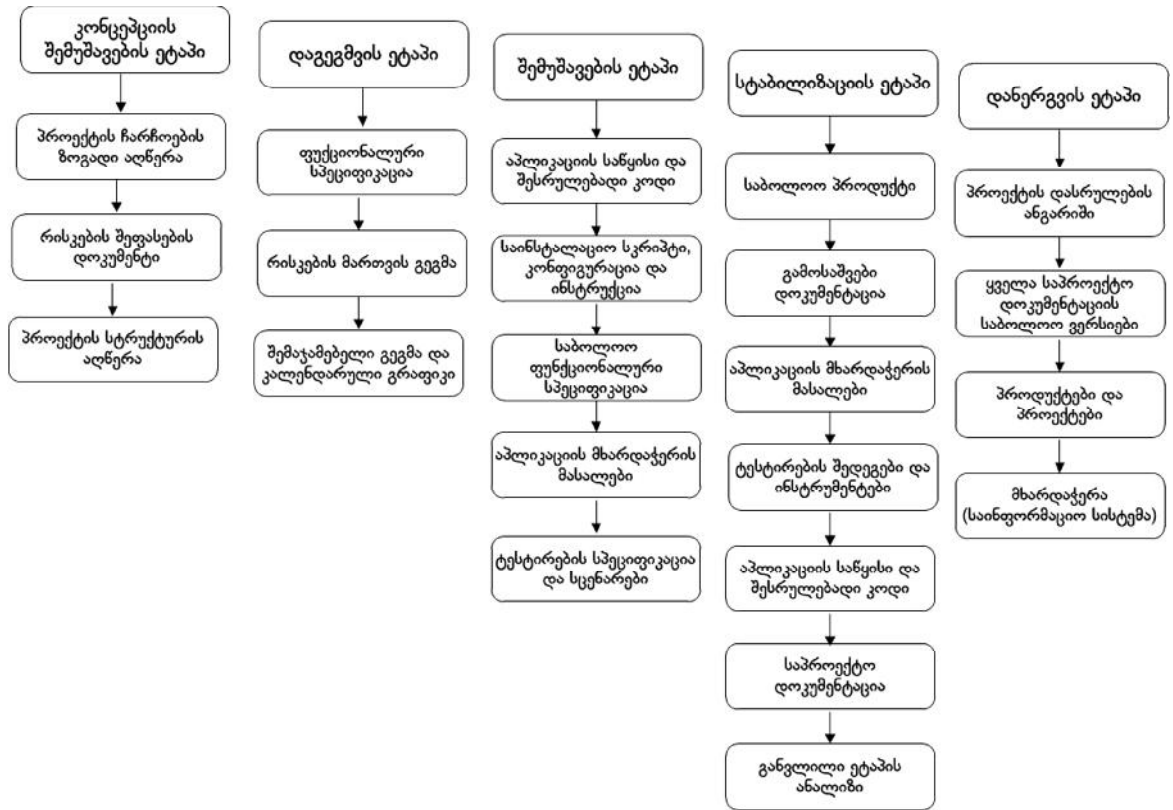 კონცეპციის
შემუშავების ეტაპი
პროექტის ჩარჩოების
ზოგადი აღწერა
რისკების შეფასების
დოკუმენტი
პროექტის სტრუქტურის
აღწერა
დაგეგმვის ეტაპი
ფუქციონალური
სპეციფიკაცია
რისკების მართვის გეგმა
შემაჯამებელი გეგმა და
კალენდარული გრაფიკი
შემუშავების ეტაპი
აპლიკაციის საწყისი და
შესრულებადი კოდი
საინსტალაციო სკრიპტი,
კონფიგურაცია და
ინსტრუქცია
საბოლოო
ფუნქციონალური
სპეციფიკაცია
აპლიკაციის მხარდაჭერის
მასალები
ტესტირების სპეციფიკაცია
და სცენარები
სტაბილიზაციის ეტაპი
საბოლოო პროდუქტი
გამოსაშვები
დოკუმენტაცია
აპლიკაციის მხარდაჭერის
მასალები
ტესტირების შედეგები და
ინსტრუმენტები
აპლიკაციის საწყისი და
შესრულებადი კოდი
საპროექტო
დოკუმენტაცია
განვლილი ეტაპის
ანალიზი
დანერგვის ეტაპი
პროექტის დასრულების
ანგარიში
ყველა საპროექტო
დოკუმენტაციის
საბოლოო ვერსიები
პროდუქტები და
პროექტები
მხარდაჭერა
(საინფორმაციო სისტემა)